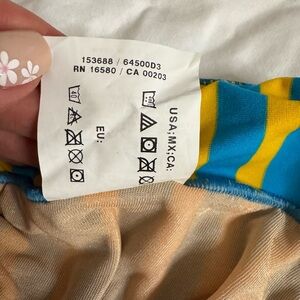 153688 / 64500D3
RN 16580 / CA 00203
USA;MX;CA:
EU: